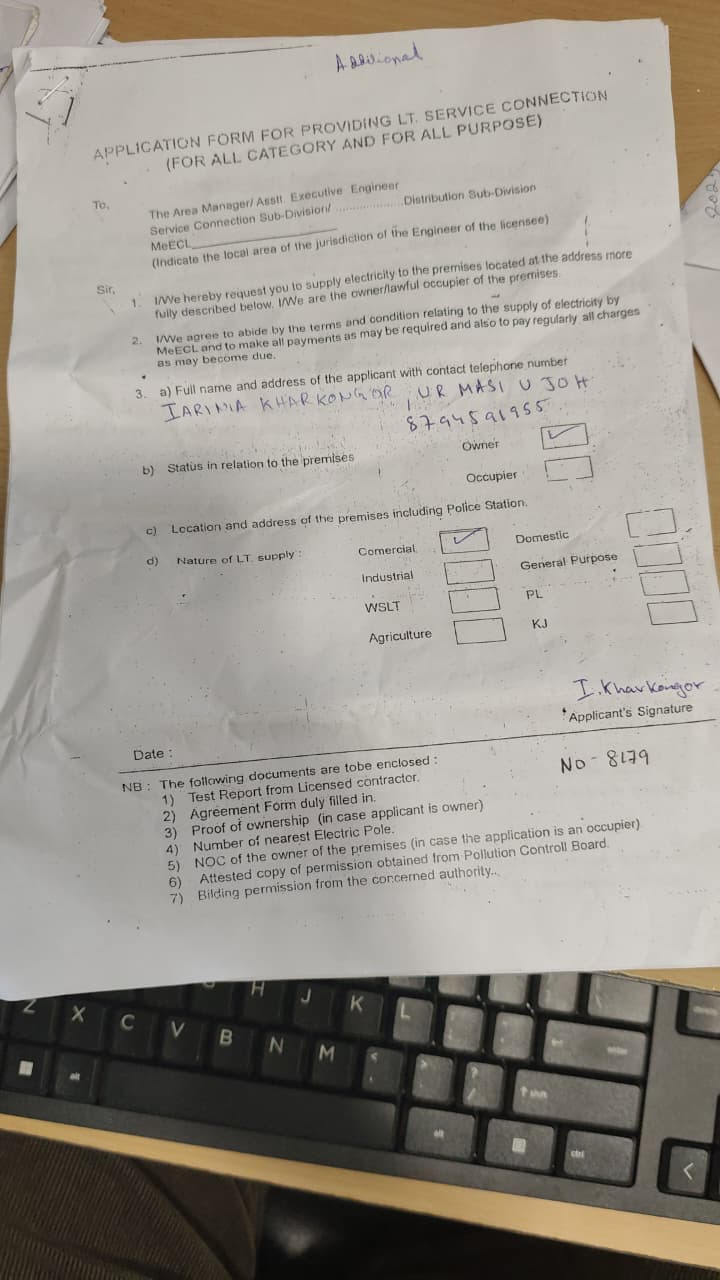 Additional
APPLICATION FORM FOR PROVIDING LT. SERVICE CONNECTION
(FOR ALL CATEGORY AND FOR ALL PURPOSE)
To,
The Area Manager/ Asstt. Executive Engineer
Service Connection Sub-Division/ ..................Distribution Sub-Division
MeECL
(Indicate the local area of the jurisdiction of the Engineer of the licensee)
Sir,
1. I/We hereby request you to supply electricity to the premises located at the address more
fully described below. I/We are the owner/lawful occupier of the premises.
2. I/We agree to abide by the terms and condition relating to the supply of electricity by
MeECL and to make all payments as may be required and also to pay regularly all charges
as may become due.
3. a) Full name and address of the applicant with contact telephone number
IARINIA KHARKONGOR UR MASI U JOH
8794591955
b) Status in relation to the premises Owner
Occupier
c) Location and address of the premises including Police Station.
d) Nature of LT. supply : Comercial Domestic
Industrial General Purpose
WSLT PL
Agriculture KJ
I. Kharkongor
Applicant's Signature
Date :
NB : The following documents are tobe enclosed :
No - 8179
1) Test Report from Licensed contractor.
2) Agreement Form duly filled in.
3) Proof of ownership (in case applicant is owner)
4) Number of nearest Electric Pole.
5) NOC of the owner of the premises (in case the application is an occupier)
6) Attested copy of permission obtained from Pollution Controll Board.
7) Bilding permission from the concerned authority..
H J K L
Z X C V B N M
alt alt ctrl